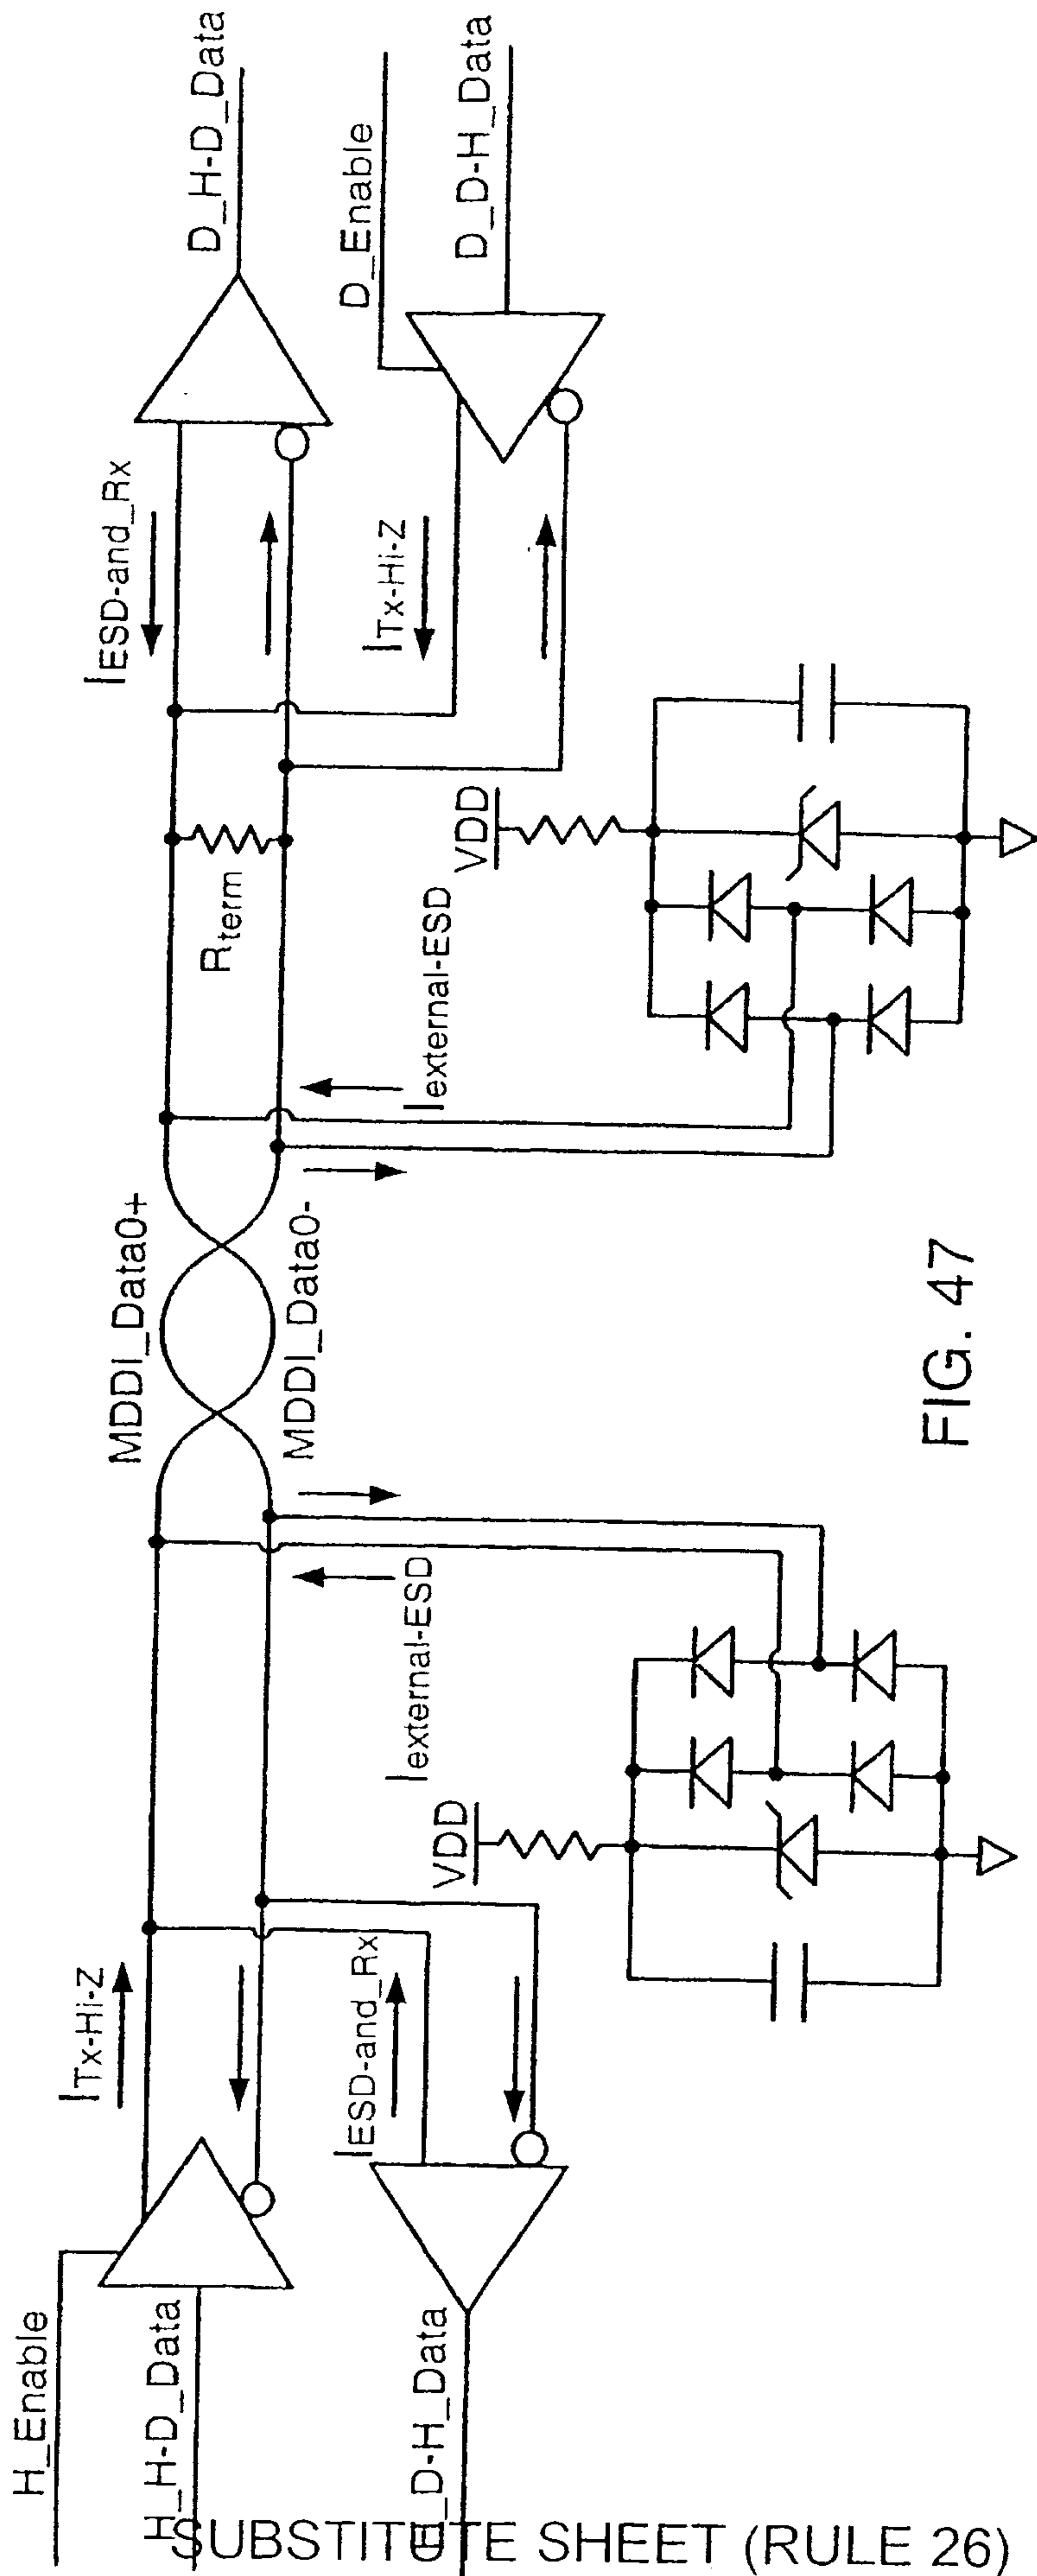 H_Enable
H_H-D_Data
ITx-Hi-Z
IESD-and_Rx
_D-H_Data
VDD
Iexternal-ESD
MDDI_Data0+
MDDI_Data0-
Iexternal-ESD
VDD
Rterm
IESD-and_Rx
ITx-Hi-Z
D_H-D_Data
D_Enable
D_D-H_Data
FIG. 47
SUBSTITUTE SHEET (RULE 26)